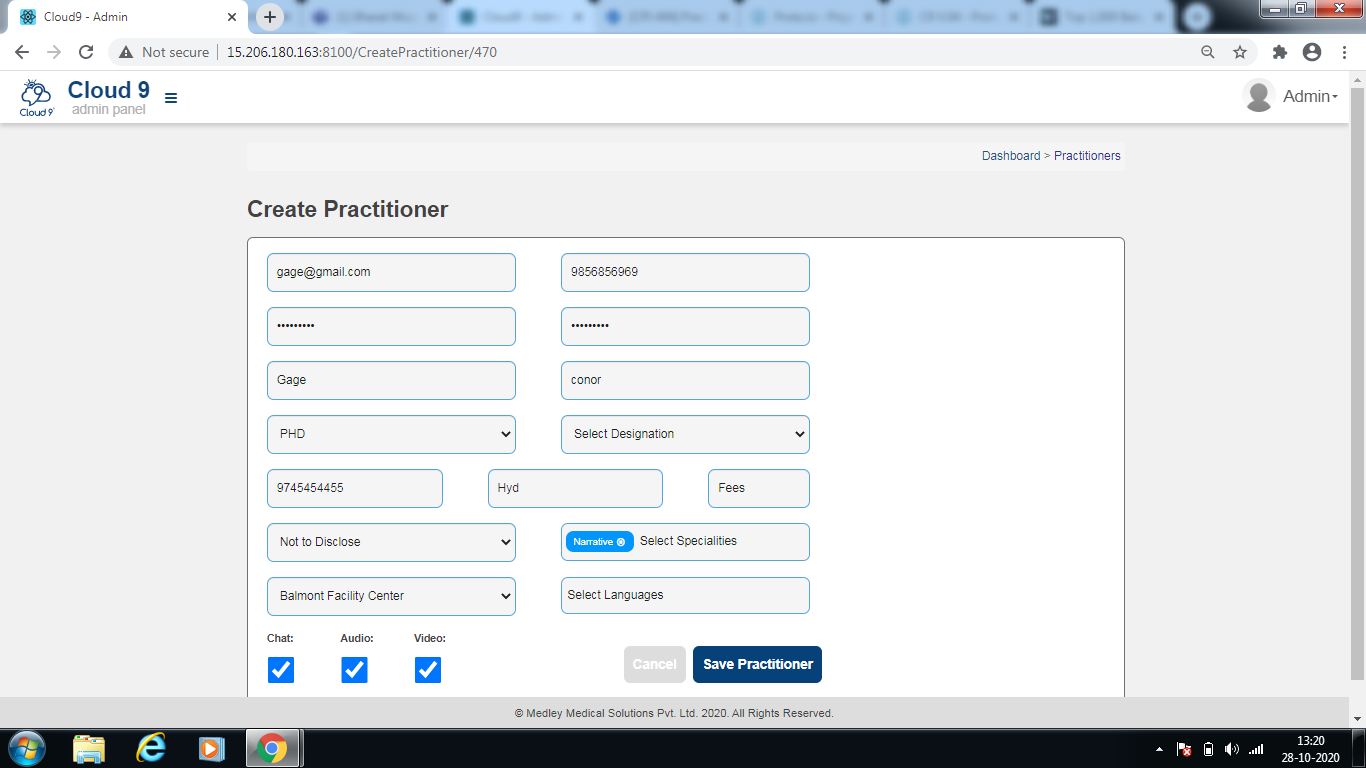 Cloud9 - Admin
Not secure 15.206.180.163:8100/CreatePractitioner/470
Cloud 9
Cloud 9
admin panel
Admin
Dashboard > Practitioners
Create Practitioner
gage@gmail.com 9856856969
••••••••• •••••••••
Gage conor
PHD Select Designation
9745454455 Hyd Fees
Not to Disclose Narrative Select Specialities
Balmont Facility Center Select Languages
Chat: Audio: Video:
Cancel Save Practitioner
© Medley Medical Solutions Pvt. Ltd. 2020. All Rights Reserved.
13:20
28-10-2020